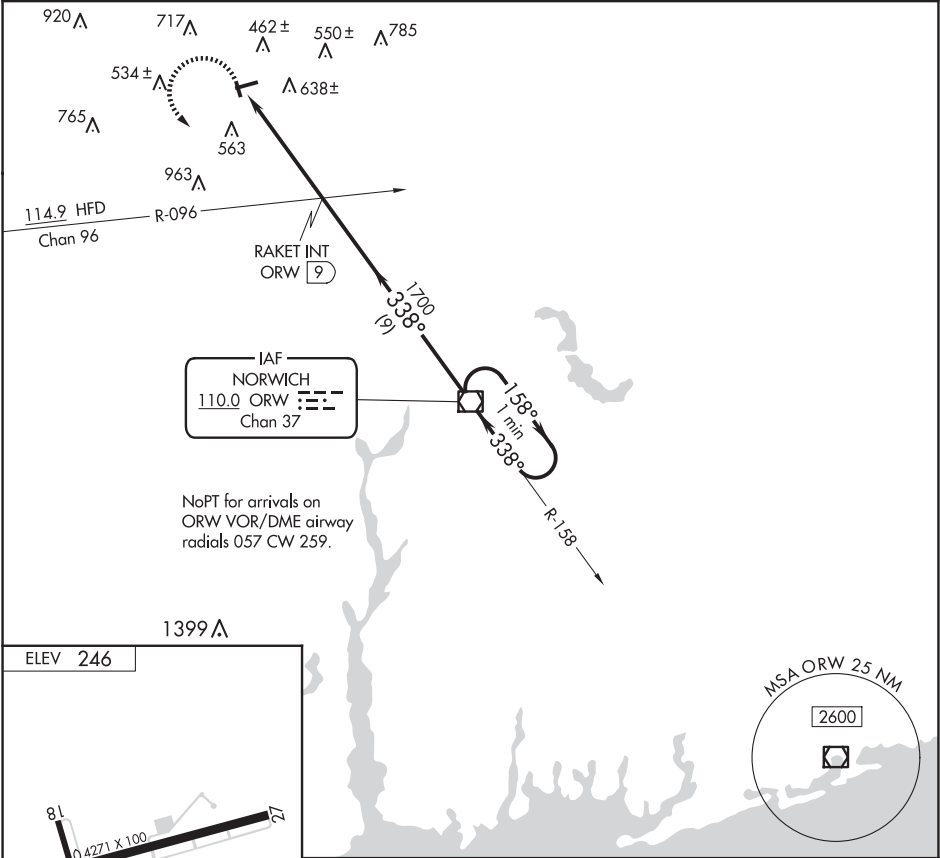 920
717
462 ±
550 ±
785
534 ±
638±
765
563
963
114.9 HFD
Chan 96
R-096
RAKET INT
ORW 9
1700
338°
(9)
IAF
NORWICH
110.0 ORW
Chan 37
158°
1 min
338°
R-158
NoPT for arrivals on
ORW VOR/DME airway
radials 057 CW 259.
1399
ELEV 246
MSA ORW 25 NM
2600
18
27
4271 X 100